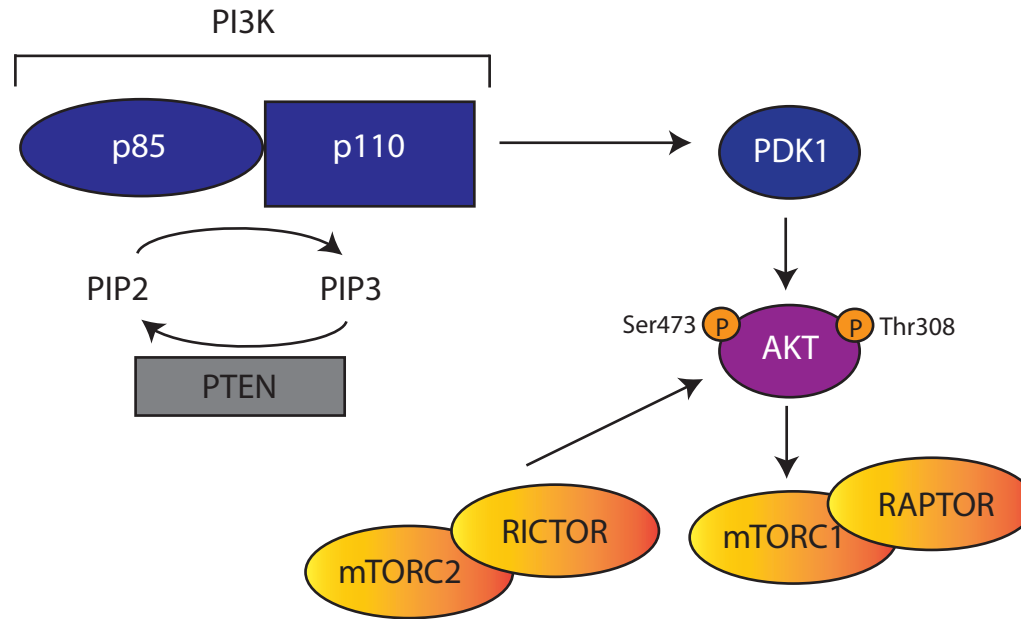 PI3K
p85
p110
PDK1
PIP2
PIP3
PTEN
Ser473
P
AKT
P
Thr308
RICTOR
mTORC2
RAPTOR
mTORC1